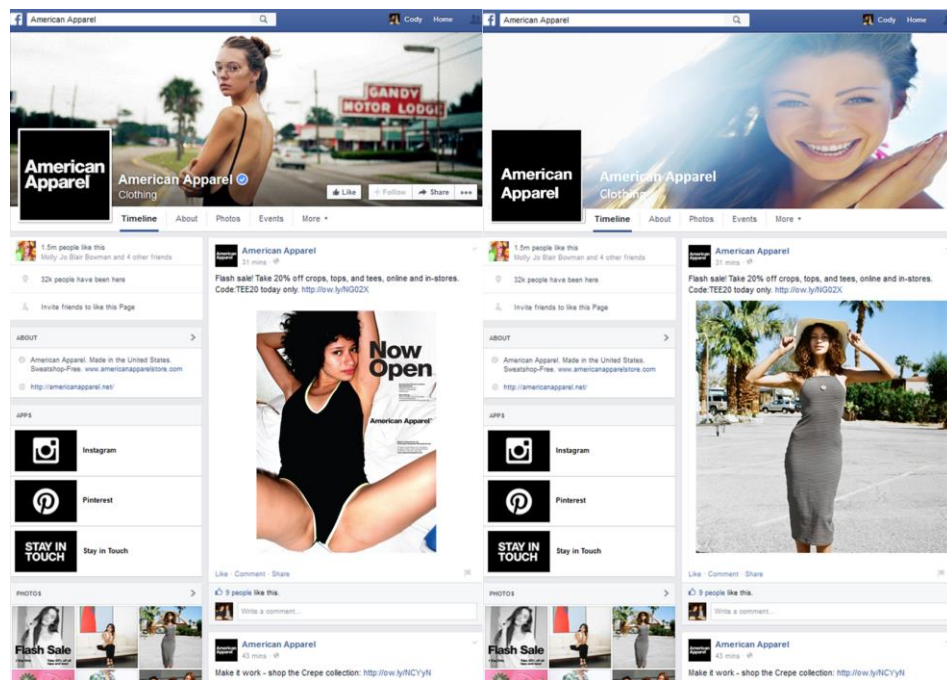 American Apparel
Cody Home
GANDY
MOTOR LODGE
American
Apparel
American Apparel
Clothing
Like Follow Share
Timeline About Photos Events More
1.5m people like this
Molly Jo Blair Bowman and 4 other friends
32k people have been here
Invite friends to like this Page
ABOUT
American Apparel. Made in the United States.
Sweatshop-Free. www.americanapparelstore.com
http://americanapparel.net/
APPS
Instagram
Pinterest
STAY IN
TOUCH
Stay in Touch
PHOTOS
Flash Sale
American Apparel
31 mins
Flash sale! Take 20% off crops, tops, and tees, online and in-stores.
Code:TEE20 today only. http://ow.ly/NG02X
Now
Open
American Apparel
Like · Comment · Share
9 people like this.
Write a comment...
American Apparel
43 mins
Make it work - shop the Crepe collection: http://ow.ly/NCYyN
American Apparel
Cody Home
American
Apparel
American Apparel
Clothing
Timeline About Photos Events More
1.5m people like this
Molly Jo Blair Bowman and 4 other friends
32k people have been here
Invite friends to like this Page
ABOUT
American Apparel. Made in the United States.
Sweatshop-Free. www.americanapparelstore.com
http://americanapparel.net/
APPS
Instagram
Pinterest
STAY IN
TOUCH
Stay in Touch
PHOTOS
Flash Sale
American Apparel
31 mins
Flash sale! Take 20% off crops, tops, and tees, online and in-stores.
Code:TEE20 today only. http://ow.ly/NG02X
Like · Comment · Share
9 people like this.
Write a comment...
American Apparel
43 mins
Make it work - shop the Crepe collection: http://ow.ly/NCYyN